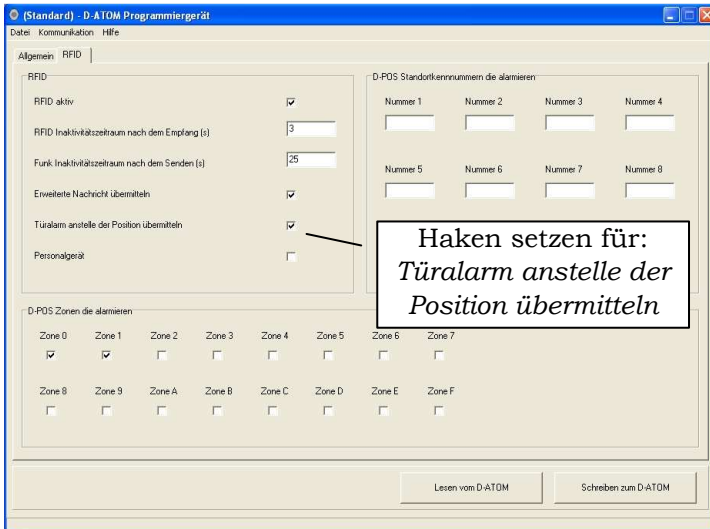 (Standard) - D-ATOM Programmiergerät
Datei Kommunikation Hilfe
Allgemein RFID
RFID
RFID aktiv
RFID Inaktivitätszeitraum nach dem Empfang (s) 3
Funk Inaktivitätszeitraum nach dem Senden (s) 25
Erweiterte Nachricht übermitteln
Türalarm anstelle der Position übermitteln
Personalgerät
D-POS Standortkennnummern die alarmieren
Nummer 1 Nummer 2 Nummer 3 Nummer 4
Nummer 5 Nummer 6 Nummer 7 Nummer 8
Haken setzen für:
Türalarm anstelle der
Position übermitteln
D-POS Zonen die alarmieren
Zone 0 Zone 1 Zone 2 Zone 3 Zone 4 Zone 5 Zone 6 Zone 7
Zone 8 Zone 9 Zone A Zone B Zone C Zone D Zone E Zone F
Lesen vom D-ATOM Schreiben zum D-ATOM